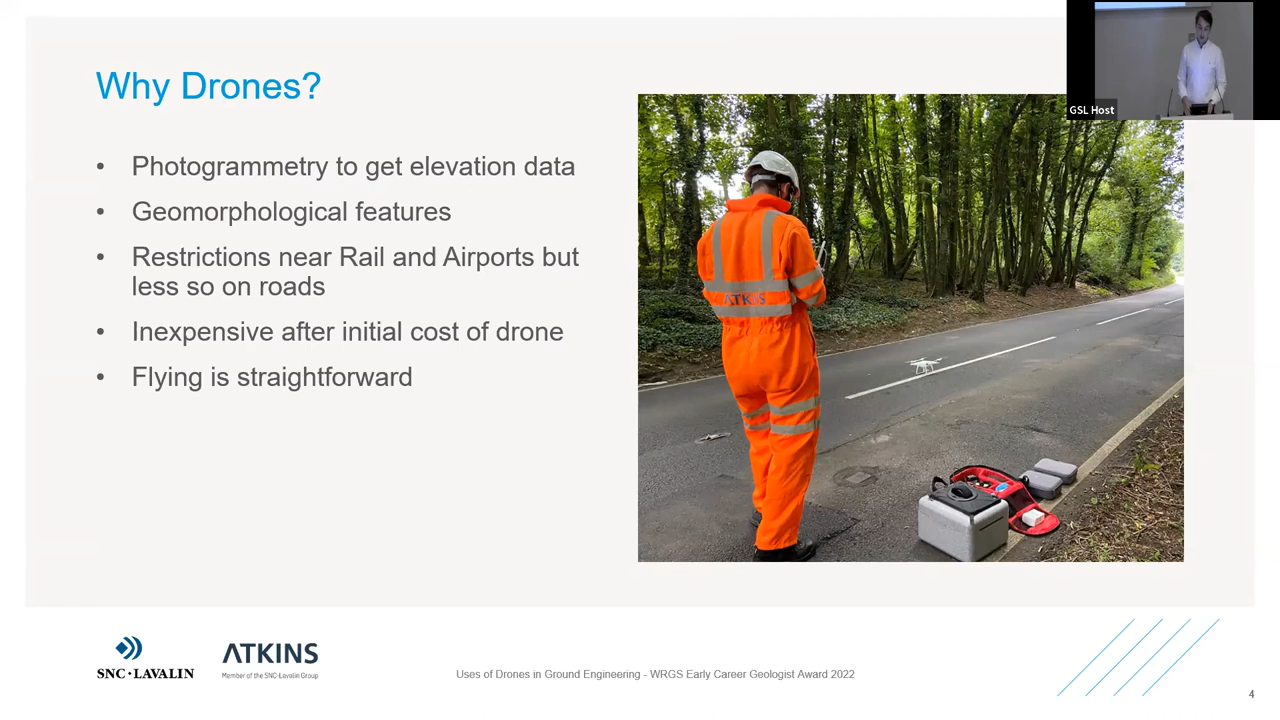 Why Drones?
GSL Host
• Photogrammetry to get elevation data
• Geomorphological features
• Restrictions near Rail and Airports but
less so on roads
• Inexpensive after initial cost of drone
• Flying is straightforward
ATKINS
SNC·LAVALIN
ATKINS
Member of the SNC-Lavalin Group
Uses of Drones in Ground Engineering - WRGS Early Career Geologist Award 2022
4